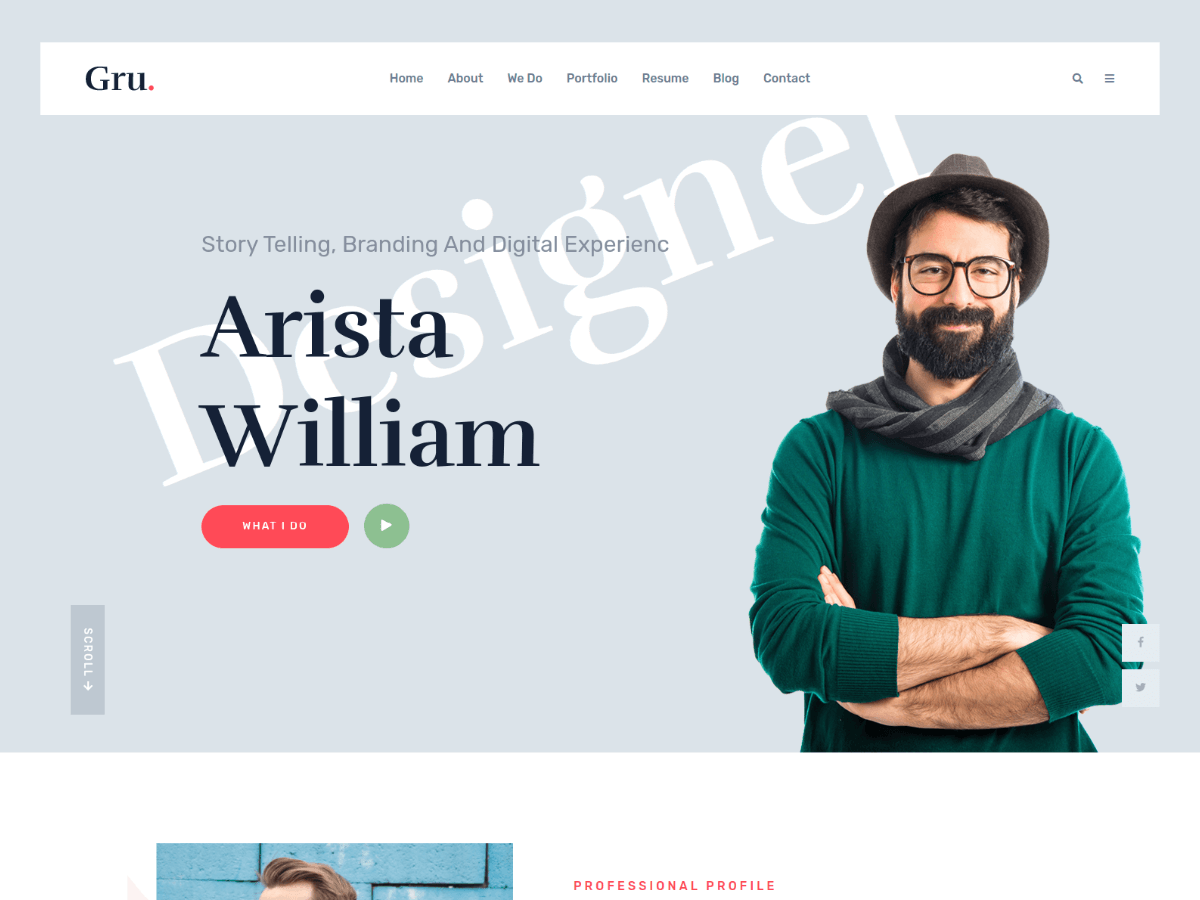 Gru.
Home About We Do Portfolio Resume Blog Contact
Designer
Story Telling, Branding And Digital Experienc
Arista
William
WHAT I DO
SCROLL
PROFESSIONAL PROFILE